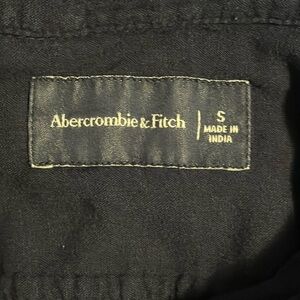 Abercrombie & Fitch
S
MADE IN
INDIA